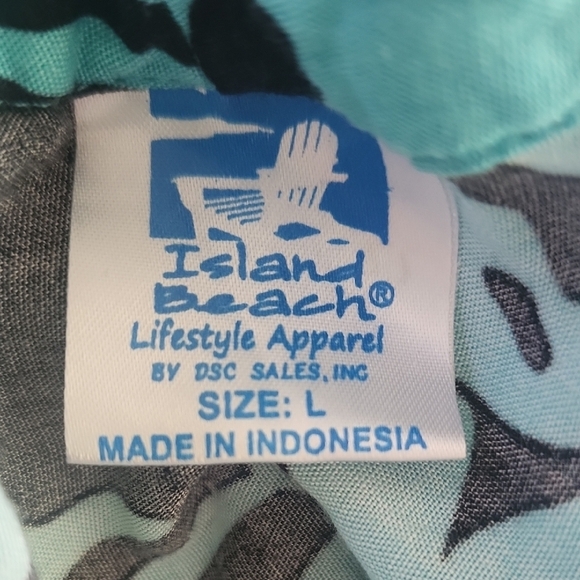 Island
Beach®
Lifestyle Apparel
BY DSC SALES, INC
SIZE: L
MADE IN INDONESIA